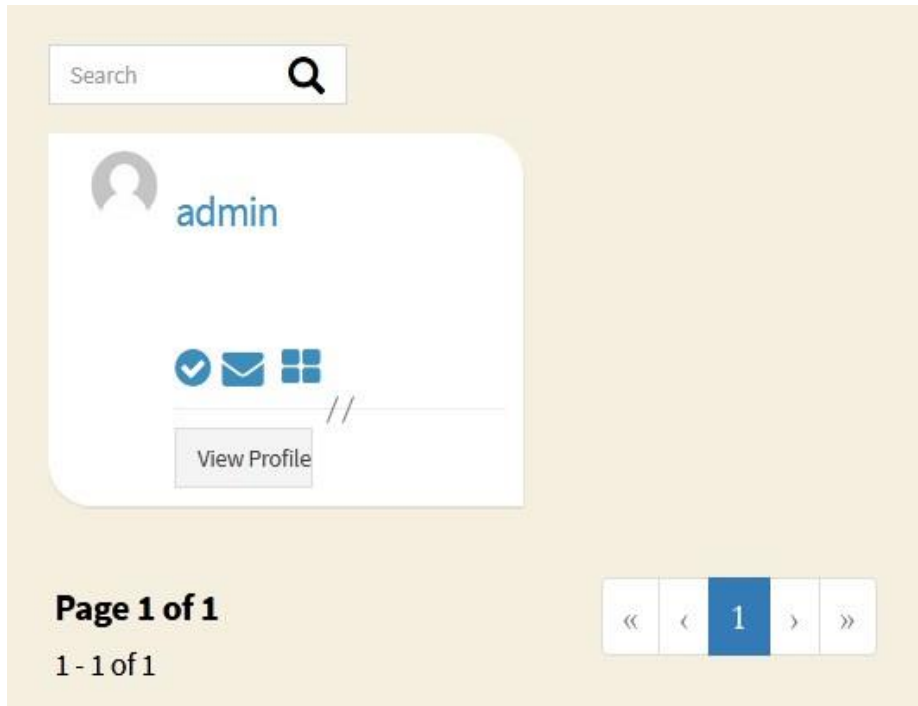 Search
admin
//
View Profile
Page 1 of 1
« ‹ 1 › »
1 - 1 of 1